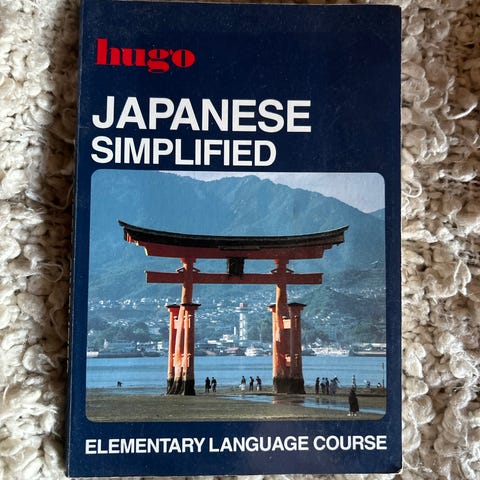 hugo
JAPANESE
SIMPLIFIED
ELEMENTARY LANGUAGE COURSE